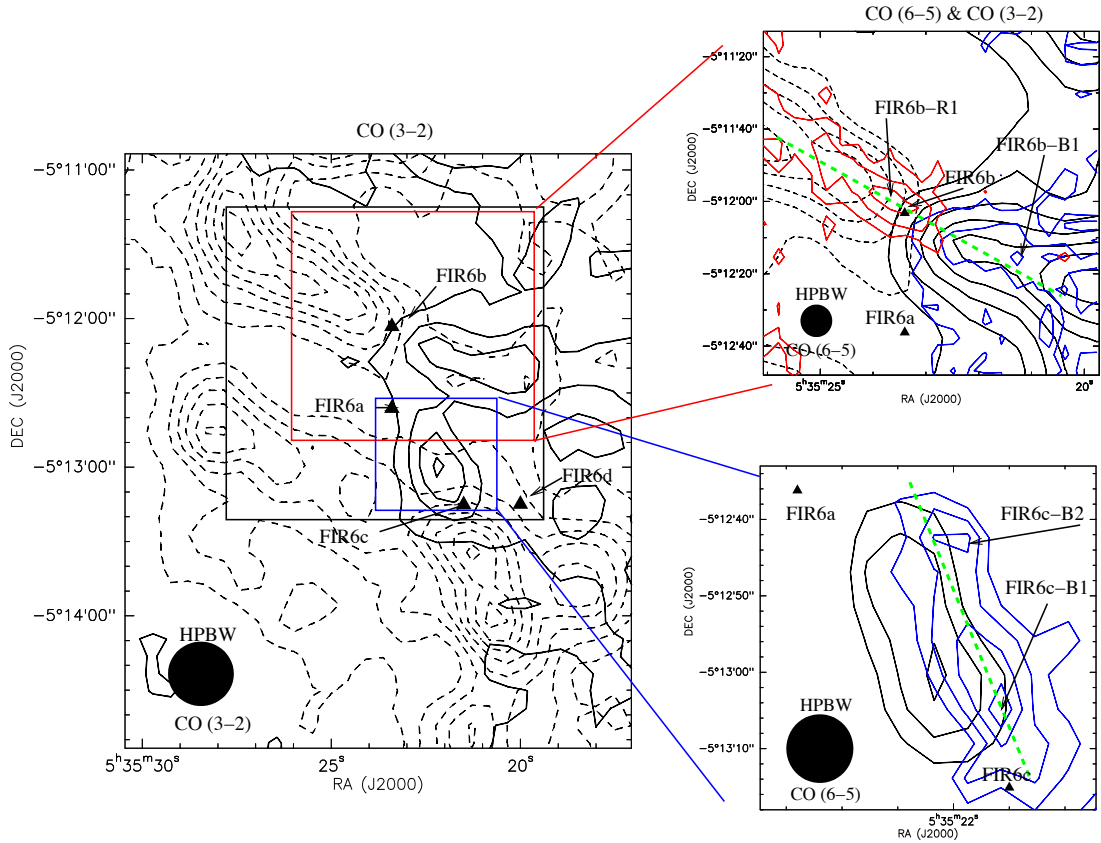 CO (3–2)
−5°11'00''
−5°12'00''
−5°13'00''
−5°14'00''
DEC (J2000)
FIR6b
FIR6a
FIR6d
FIR6c
HPBW
CO (3–2)
5ʰ35ᵐ30ˢ
25ˢ
20ˢ
RA (J2000)
CO (6–5) & CO (3–2)
−5°11'20''
−5°11'40''
−5°12'00''
−5°12'20''
−5°12'40''
DEC (J2000)
FIR6b–R1
FIR6b–B1
FIR6b
HPBW
FIR6a
CO (6–5)
5ʰ35ᵐ25ˢ
20ˢ
RA (J2000)
−5°12'40''
−5°12'50''
−5°13'00''
−5°13'10''
DEC (J2000)
FIR6a
FIR6c–B2
FIR6c–B1
HPBW
FIR6c
CO (6–5)
5ʰ35ᵐ22ˢ
RA (J2000)